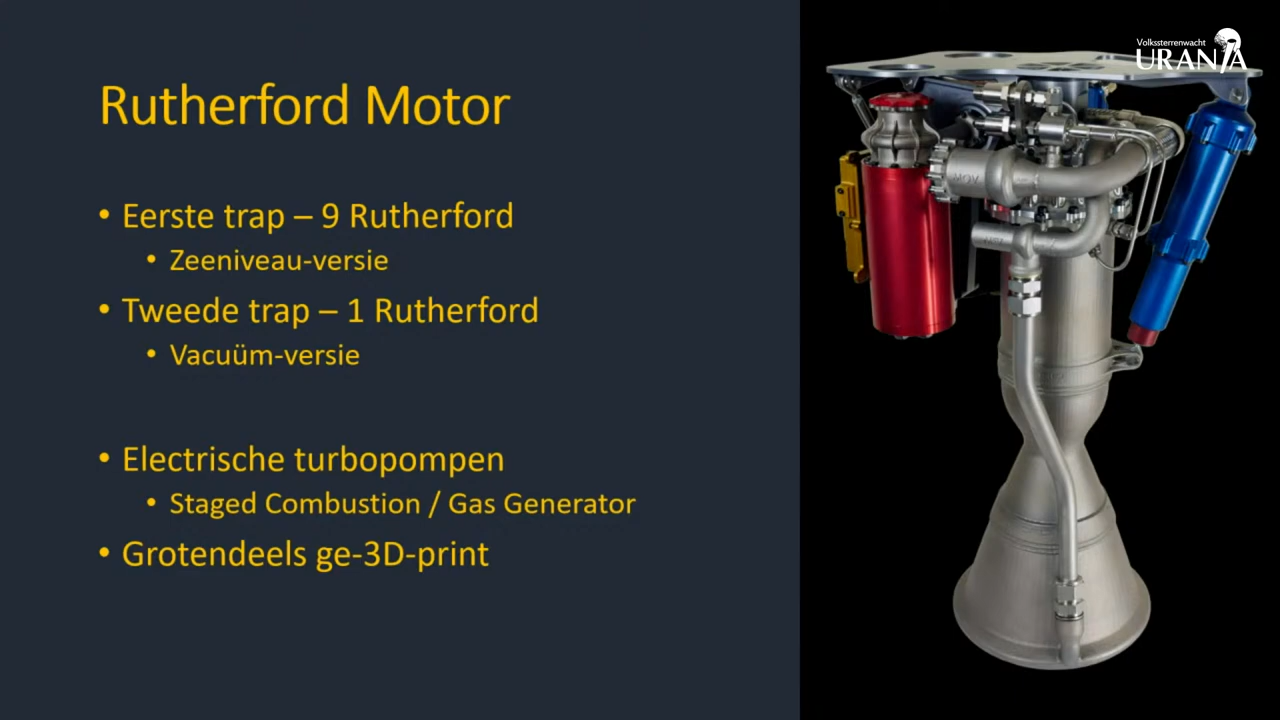 Volkssterrenwacht
URANIA
Rutherford Motor
• Eerste trap – 9 Rutherford
• Zeeniveau-versie
• Tweede trap – 1 Rutherford
• Vacuüm-versie
• Electrische turbopompen
• Staged Combustion / Gas Generator
• Grotendeels ge-3D-print
MOV